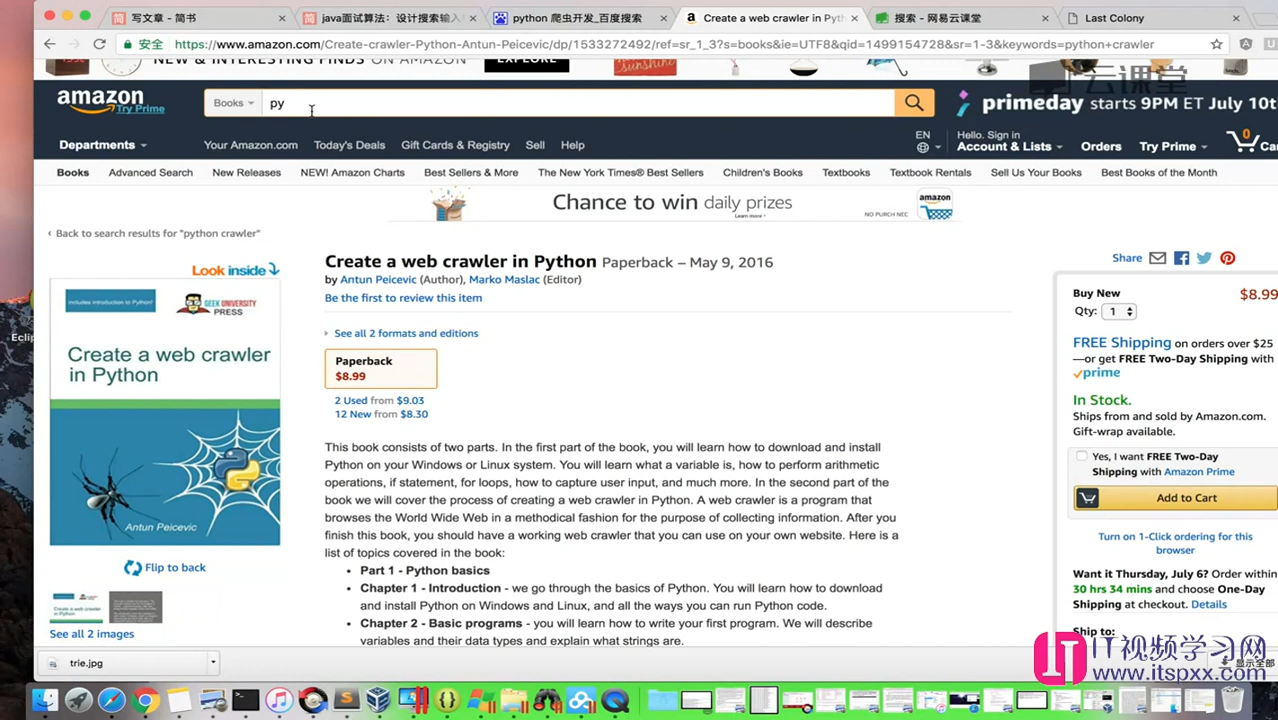 写文章 - 简书
java面试算法：设计搜索输入
python 爬虫开发_百度搜索
Create a web crawler in Pyth
搜索 - 网易云课堂
Last Colony
安全 https://www.amazon.com/Create-crawler-Python-Antun-Peicevic/dp/1533272492/ref=sr_1_3?s=books&ie=UTF8&qid=1499154728&sr=1-3&keywords=python+crawler
NEW & INTERESTING FINDS ON AMAZON EXPLORE
云课堂
amazon
Try Prime
Books
py
primeday starts 9PM ET July 10th
Departments
Your Amazon.com Today's Deals Gift Cards & Registry Sell Help
EN
Hello. Sign in
Account & Lists
Orders
Try Prime
0
Books Advanced Search New Releases NEW! Amazon Charts Best Sellers & More The New York Times® Best Sellers Children's Books Textbooks Textbook Rentals Sell Us Your Books Best Books of the Month
Chance to win daily prizes
Learn more
NO PURCH NEC
amazon
‹ Back to search results for "python crawler"
Look inside
includes introduction to Python!
GEEK UNIVERSITY
PRESS
Create a web crawler
in Python
Antun Peicevic
Flip to back
See all 2 images
Create a web crawler in Python Paperback – May 9, 2016
by Antun Peicevic (Author), Marko Maslac (Editor)
Be the first to review this item
See all 2 formats and editions
Paperback
$8.99
2 Used from $9.03
12 New from $8.30
This book consists of two parts. In the first part of the book, you will learn how to download and install
Python on your Windows or Linux system. You will learn what a variable is, how to perform arithmetic
operations, if statement, for loops, how to capture user input, and much more. In the second part of the
book we will cover the process of creating a web crawler in Python. A web crawler is a program that
browses the World Wide Web in a methodical fashion for the purpose of collecting information. After you
finish this book, you should have a working web crawler that you can use on your own website. Here is a
list of topics covered in the book:
• Part 1 - Python basics
• Chapter 1 - Introduction - we go through the basics of Python. You will learn how to download
and install Python on Windows and Linux, and all the ways you can run Python code.
• Chapter 2 - Basic programs - you will learn how to write your first program. We will describe
variables and their data types and explain what strings are.
Share
Buy New $8.99
Qty: 1
FREE Shipping on orders over $25
—or get FREE Two-Day Shipping with
prime
In Stock.
Ships from and sold by Amazon.com.
Gift-wrap available.
Yes, I want FREE Two-Day
Shipping with Amazon Prime
Add to Cart
Turn on 1-Click ordering for this
browser
Want it Thursday, July 6? Order within
30 hrs 34 mins and choose One-Day
Shipping at checkout. Details
Ship to:
Eclip
trie.jpg
显示全部
IT视频学习网
www.itspxx.com